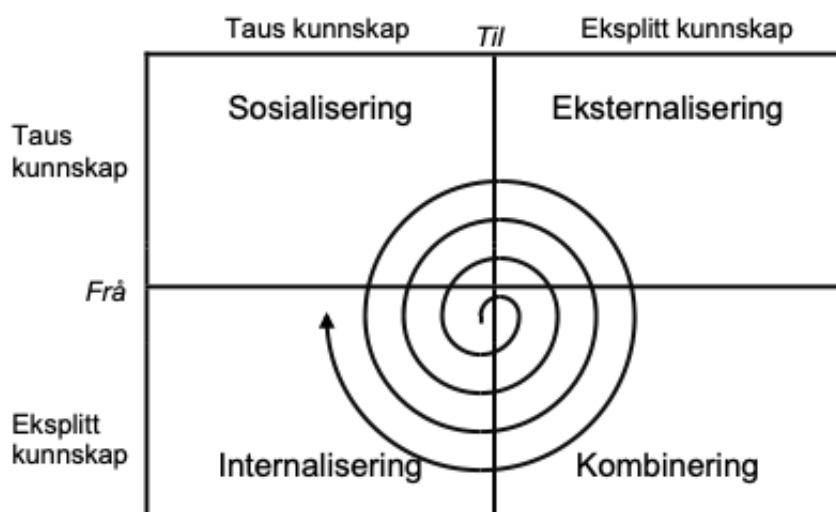 Taus kunnskap
Til
Eksplitt kunnskap
Sosialisering
Eksternalisering
Taus
kunnskap
Frå
Eksplitt
kunnskap
Internalisering
Kombinering